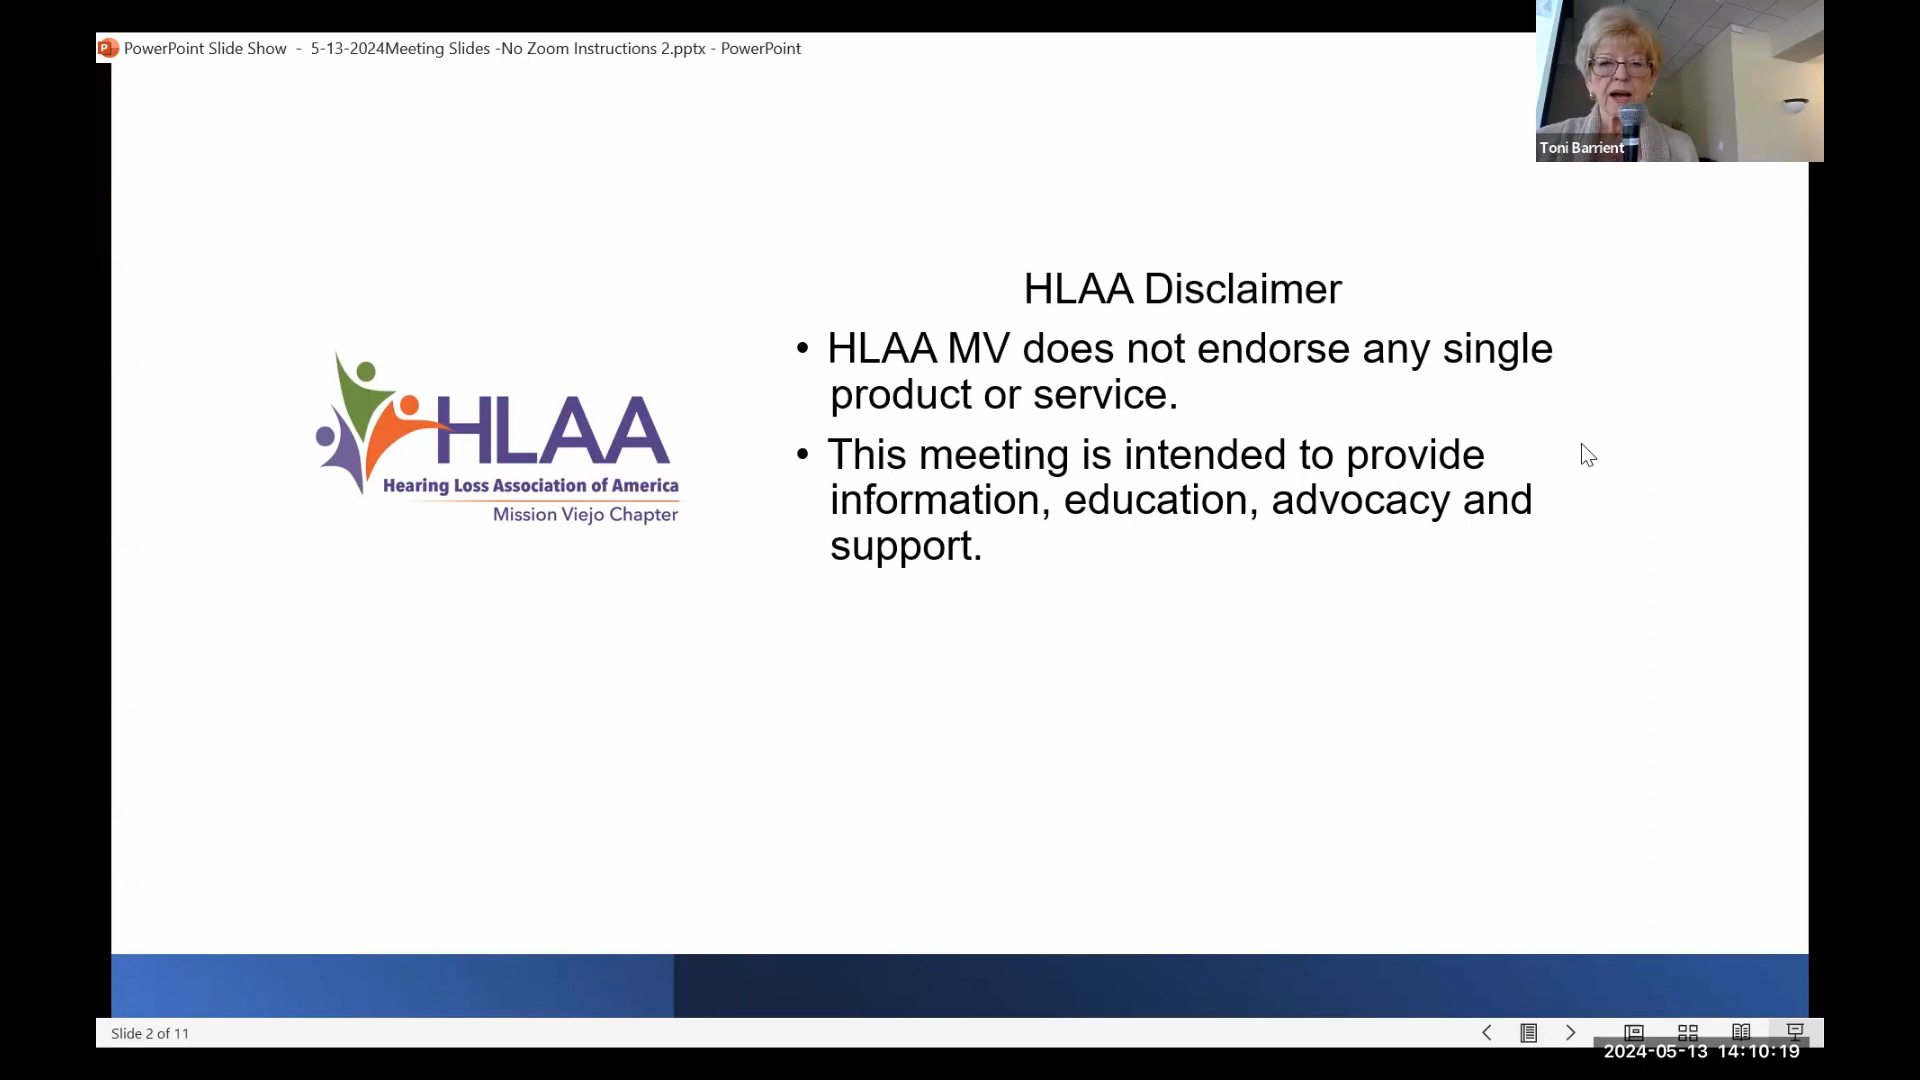 PowerPoint Slide Show - 5-13-2024Meeting Slides -No Zoom Instructions 2.pptx - PowerPoint
Toni Barrient
HLAA Disclaimer
• HLAA MV does not endorse any single
product or service.
• This meeting is intended to provide
information, education, advocacy and
support.
HLAA
Hearing Loss Association of America
Mission Viejo Chapter
Slide 2 of 11
2024-05-13 14:10:19